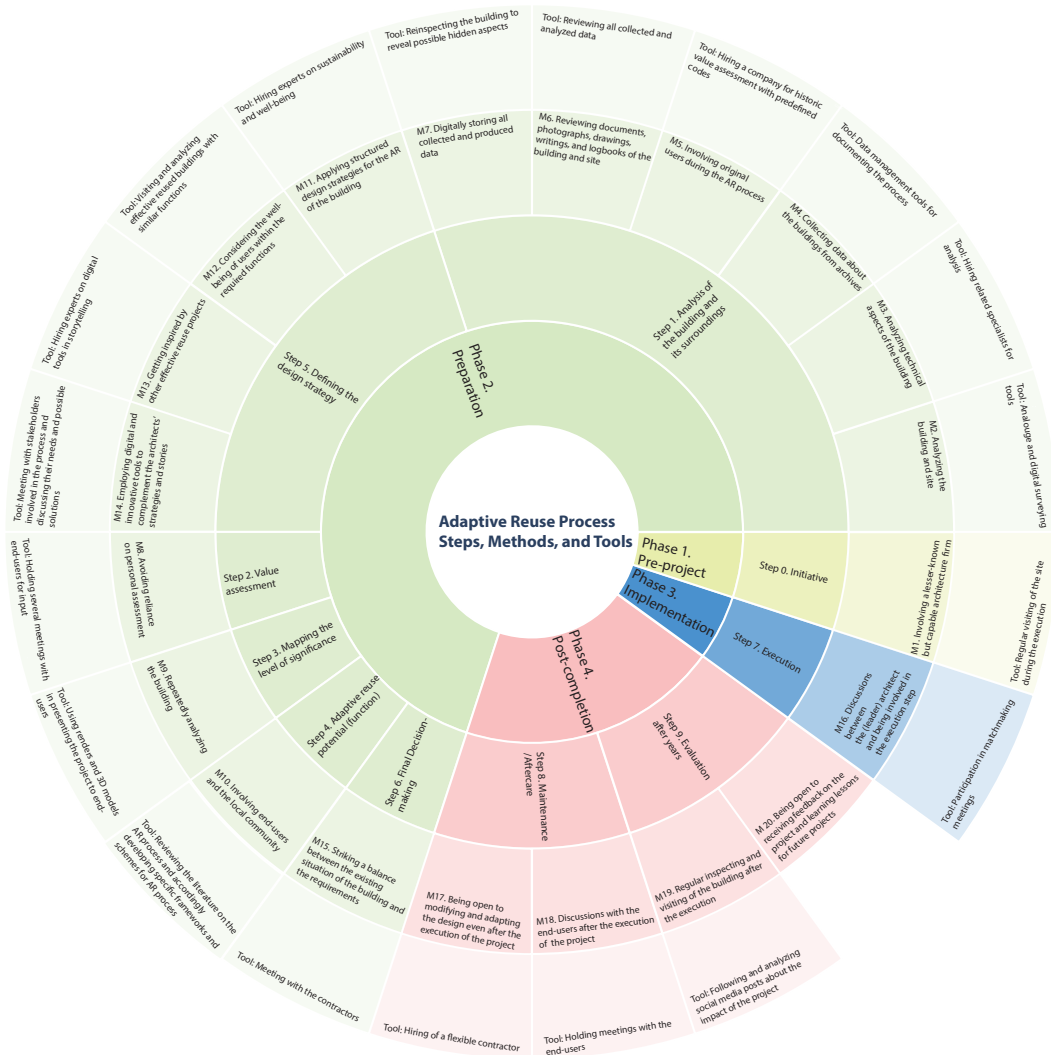 Adaptive Reuse Process
Steps, Methods, and Tools
Phase 1.
Pre-project
Step 0. Initiative
M1. Involving a lesser-known
but capable architecture firm
Tool: Regular visiting of the site
during the execution
Phase 2.
Preparation
Step 1. Analysis of
the building and
its surroundings
M2. Analyzing the
building and site
Tool: Analouge and digital surveying
tools
M3. Analyzing technical
aspects of the building
Tool: Hiring related specialists for
analysis
M4. Collecting data about
the buildings from archives
Tool: Data management tools for
documenting the process
M5. Involving original
users during the AR process
Tool: Hiring a company for historic
value assessment with predefined
codes
M6. Reviewing documents,
photographs, drawings,
writings, and logbooks of the
building and site
Tool: Reviewing all collected and
analyzed data
M7. Digitally storing all
collected and produced
data
Tool: Reinspecting the building to
reveal possible hidden aspects
Step 5. Defining the
design strategy
M11. Applying structured
design strategies for the AR
of the building
Tool: Hiring experts on sustainability
and well-being
M12. Considering the well-
being of users within the
required functions
Tool: Visiting and analyzing
effective reused buildings with
similar functions
M13. Getting inspired by
other effective reuse projects
Tool: Hiring experts on digital
tools in storytelling
M14. Employing digital and
innovative tools to
complement the architects'
strategies and stories
Tool: Meeting with stakeholders
involved in the process and
discussing their needs and possible
solutions
Step 2. Value
assessment
M8. Avoiding reliance
on personal assessment
Tool: Holding several meetings with
end-users for input
Step 3. Mapping the
level of significance
M9. Repeatedly analyzing
the building
Tool: Using renders and 3D models
in presenting the project to end-
users
Step 4. Adaptive reuse
potential (function)
M10. Involving end-users
and the local community
Tool: Reviewing the literature on the
AR process and accordingly
developing specific frameworks and
schemes for AR process
Step 6. Final Decision-
making
M15. Striking a balance
between the existing
situation of the building and
the requirements
Tool: Meeting with the contractors
Phase 3.
Implementation
Step 7. Execution
M16. Discussions
between
the (leader) architect
and being involved in
the execution step
Tool: Participation in matchmaking
meetings
Phase 4.
Post-completion
Step 8. Maintenance
/Aftercare
M17. Being open to
modifying and adapting
the design even after the
execution of the project
Tool: Hiring of a flexible contractor
M18. Discussions with the
end-users after the execution
of the project
Tool: Holding meetings with the
end-users
Step 9. Evaluation
after years
M19. Regular inspecting and
visiting of the building after
the execution
Tool: Following and analyzing
social media posts about the
impact of the project
M 20. Being open to
receiving feedback on the
project and learning lessons
for future projects